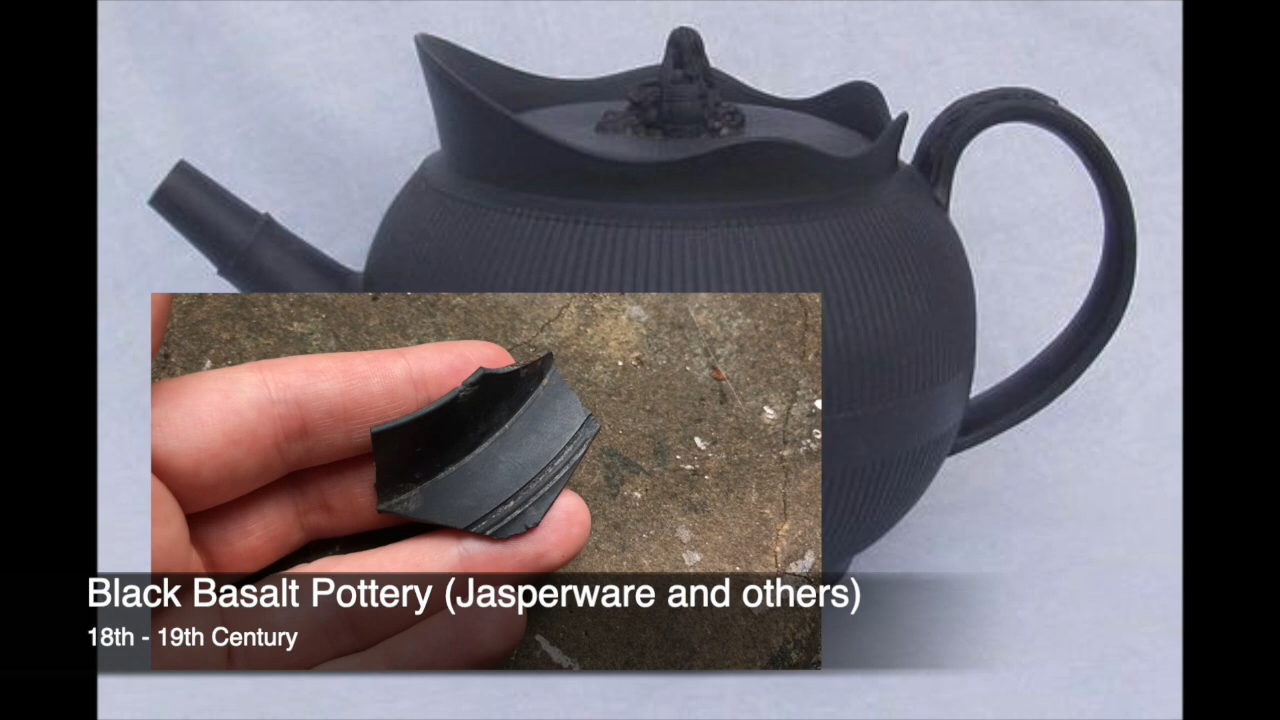 Black Basalt Pottery (Jasperware and others)
18th - 19th Century